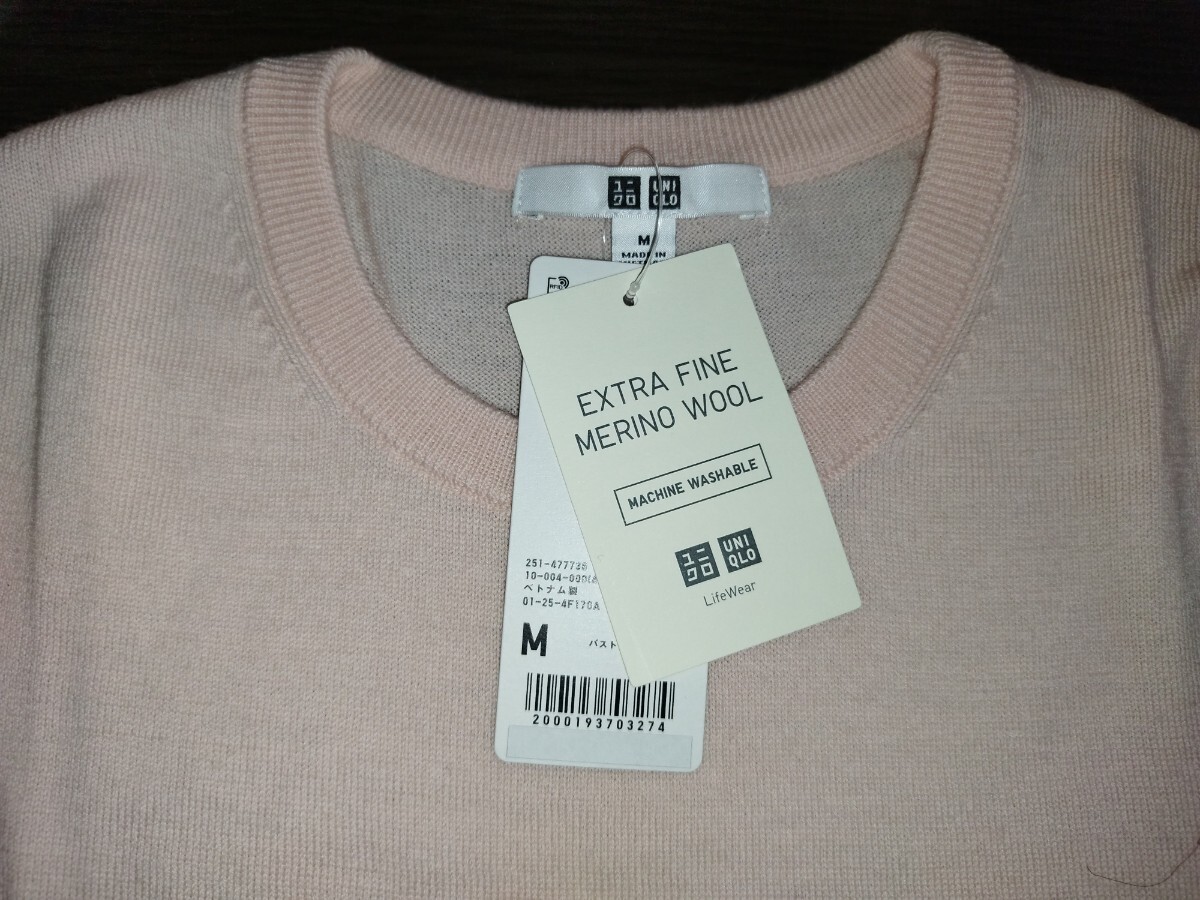 ユニ
クロ
UNI
QLO
M
MADE IN
RFID
EXTRA FINE
MERINO WOOL
MACHINE WASHABLE
ユニ
クロ
UNI
QLO
LifeWear
251-477735
10-004-000
ベトナム製
01-25-4F170A
M
バスト
2000193703274